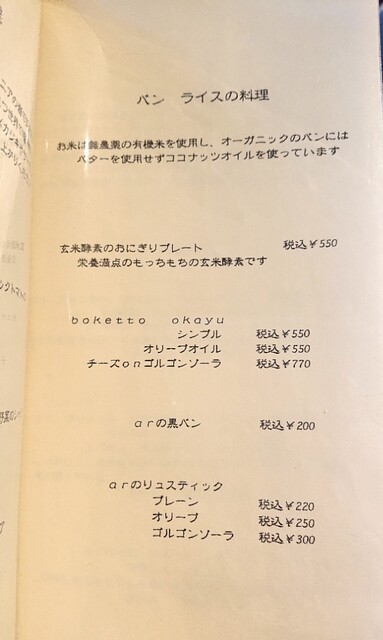 パン　ライスの料理
お米は無農薬の有機米を使用し、オーガニックのパンには
バターを使用せずココナッツオイルを使っています
玄米酵素のおにぎりプレート　税込￥550
栄養満点のもっちもちの玄米酵素です
boketto　okayu
シンプル　税込￥550
オリーブオイル　税込￥550
チーズonゴルゴンゾーラ　税込￥770
arの黒パン　税込￥200
arのリュスティック
プレーン　税込￥220
オリーブ　税込￥250
ゴルゴンゾーラ　税込￥300